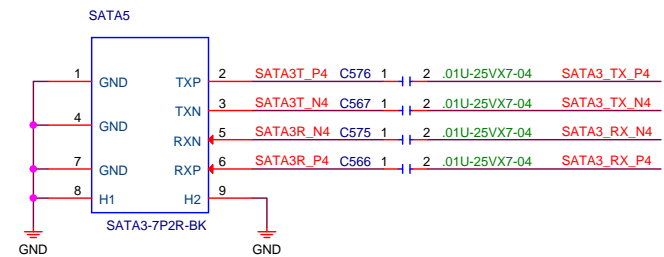 SATA5
1 GND TXP 2 SATA3T_P4 C576 1 2 .01U-25VX7-04 SATA3_TX_P4
TXN 3 SATA3T_N4 C567 1 2 .01U-25VX7-04 SATA3_TX_N4
4 GND
RXN 5 SATA3R_N4 C575 1 2 .01U-25VX7-04 SATA3_RX_N4
7 GND RXP 6 SATA3R_P4 C566 1 2 .01U-25VX7-04 SATA3_RX_P4
8 H1 H2 9
SATA3-7P2R-BK
GND GND